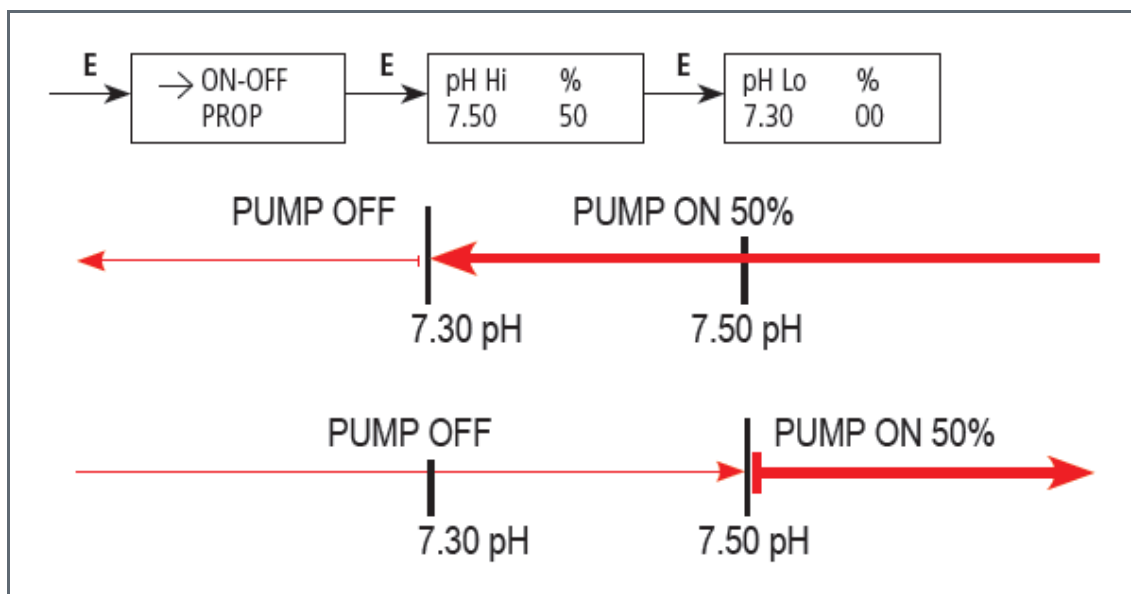 E
→ ON-OFF
PROP
E
pH Hi %
7.50 50
E
pH Lo %
7.30 00
PUMP OFF PUMP ON 50%
7.30 pH 7.50 pH
PUMP OFF PUMP ON 50%
7.30 pH 7.50 pH